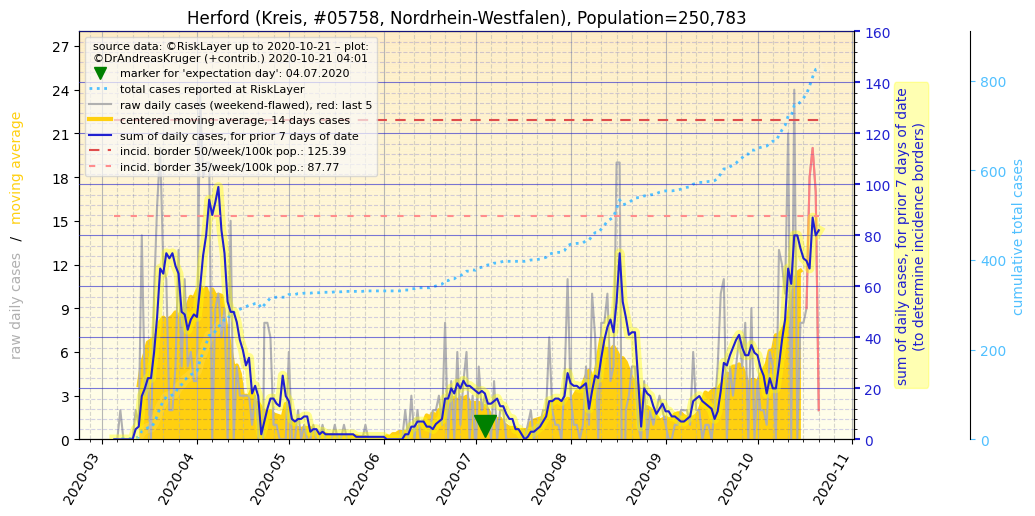 Herford (Kreis, #05758, Nordrhein-Westfalen), Population=250,783
source data: ©RiskLayer up to 2020-10-21 – plot:
©DrAndreasKruger (+contrib.) 2020-10-21 04:01
marker for 'expectation day': 04.07.2020
total cases reported at RiskLayer
raw daily cases (weekend-flawed), red: last 5
centered moving average, 14 days cases
sum of daily cases, for prior 7 days of date
incid. border 50/week/100k pop.: 125.39
incid. border 35/week/100k pop.: 87.77
raw daily cases / moving average
27
24
21
18
15
12
9
6
3
0
2020-03
2020-04
2020-05
2020-06
2020-07
2020-08
2020-09
2020-10
2020-11
160
140
120
100
80
60
40
20
0
sum of daily cases, for prior 7 days of date
(to determine incidence borders)
800
600
400
200
0
cumulative total cases